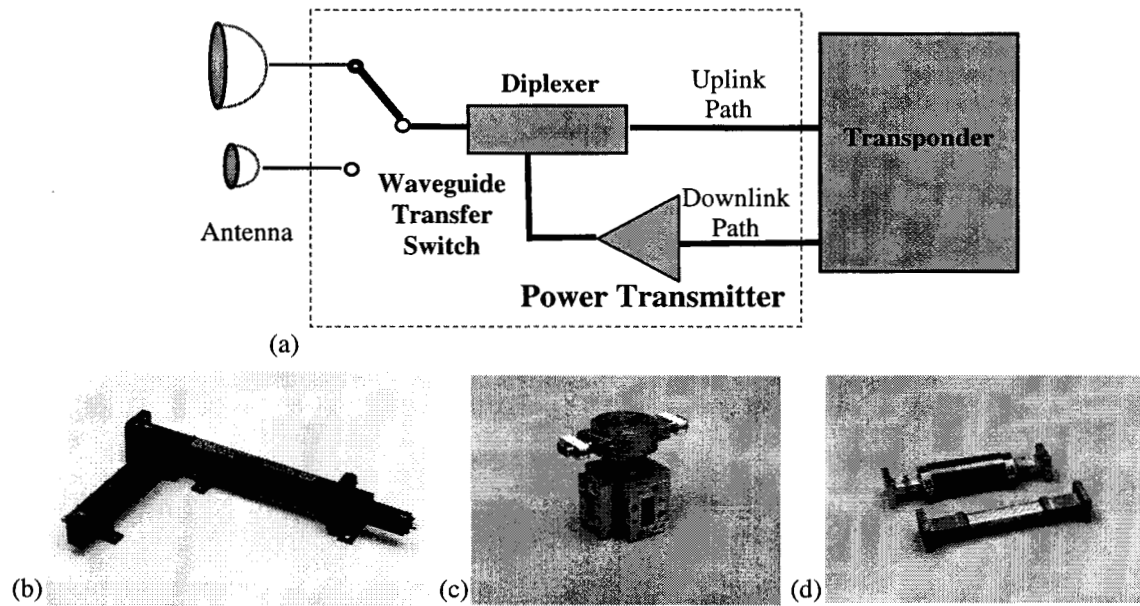 Diplexer
Uplink
Path
Transponder
Antenna
Waveguide
Transfer
Switch
Downlink
Path
Power Transmitter
(a)
(b)
(c)
(d)